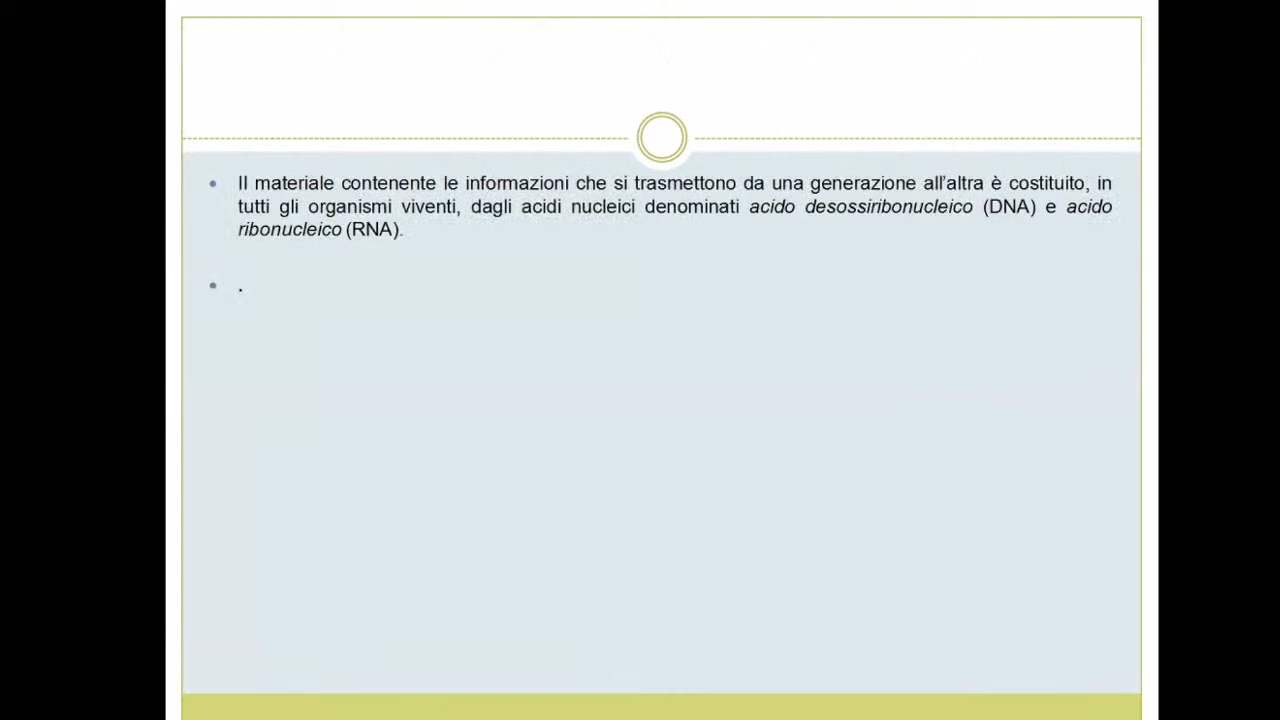 Il materiale contenente le informazioni che si trasmettono da una generazione all’altra è costituito, in
tutti gli organismi viventi, dagli acidi nucleici denominati acido desossiribonucleico (DNA) e acido
ribonucleico (RNA).
.